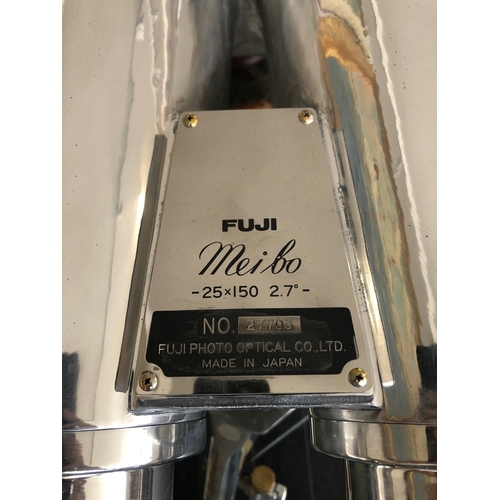 FUJI
Meibo
-25×150 2.7°-
NO. 27793
FUJI PHOTO OPTICAL CO.,LTD.
MADE IN JAPAN